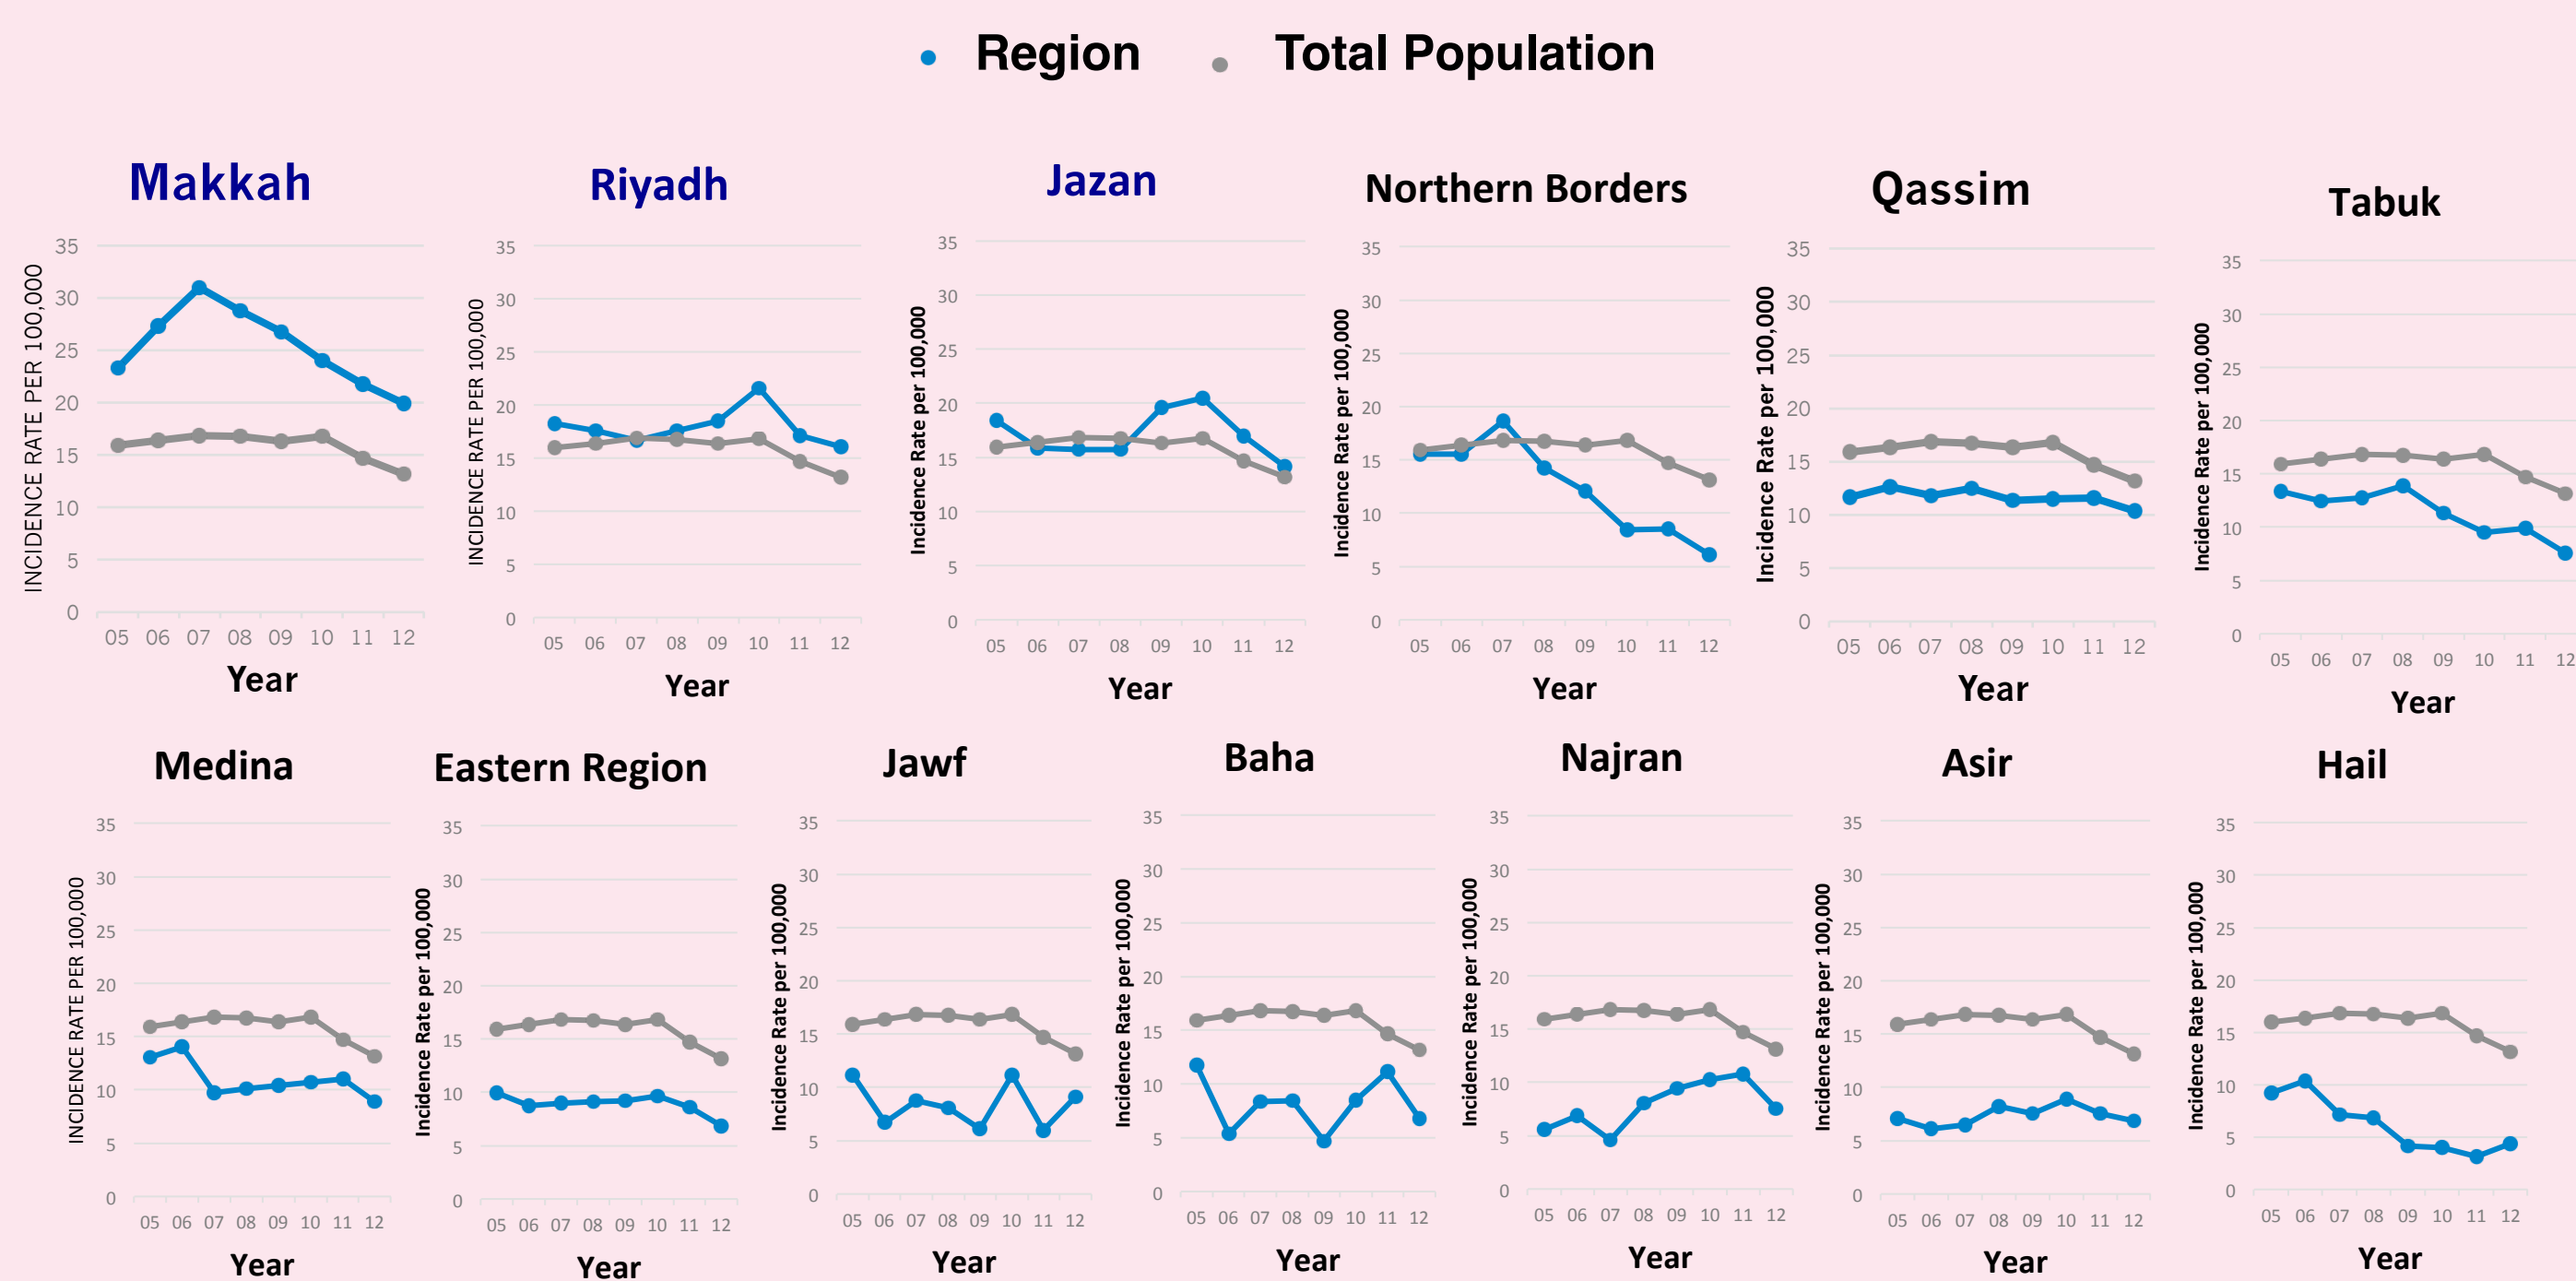 Region Total Population
Makkah
INCIDENCE RATE PER 100,000
35
30
25
20
15
10
5
0
05 06 07 08 09 10 11 12
Year
Riyadh
INCIDENCE RATE PER 100,000
35
30
25
20
15
10
5
0
05 06 07 08 09 10 11 12
Year
Jazan
Incidence Rate per 100,000
35
30
25
20
15
10
5
0
05 06 07 08 09 10 11 12
Year
Northern Borders
Incidence Rate per 100,000
35
30
25
20
15
10
5
0
05 06 07 08 09 10 11 12
Year
Qassim
Incidence Rate per 100,000
35
30
25
20
15
10
5
0
05 06 07 08 09 10 11 12
Year
Tabuk
Incidence Rate per 100,000
35
30
25
20
15
10
5
0
05 06 07 08 09 10 11 12
Year
Medina
INCIDENCE RATE PER 100,000
35
30
25
20
15
10
5
0
05 06 07 08 09 10 11 12
Year
Eastern Region
Incidence Rate per 100,000
35
30
25
20
15
10
5
0
05 06 07 08 09 10 11 12
Year
Jawf
Incidence Rate per 100,000
35
30
25
20
15
10
5
0
05 06 07 08 09 10 11 12
Year
Baha
Incidence Rate per 100,000
35
30
25
20
15
10
5
0
05 06 07 08 09 10 11 12
Year
Najran
Incidence Rate per 100,000
35
30
25
20
15
10
5
0
05 06 07 08 09 10 11 12
Year
Asir
Incidence Rate per 100,000
35
30
25
20
15
10
5
0
05 06 07 08 09 10 11 12
Year
Hail
Incidence Rate per 100,000
35
30
25
20
15
10
5
0
05 06 07 08 09 10 11 12
Year